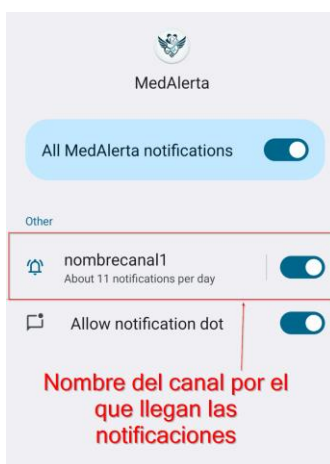 MedAlerta
All MedAlerta notifications
Other
nombrecanal1
About 11 notifications per day
Allow notification dot
Nombre del canal por el
que llegan las
notificaciones